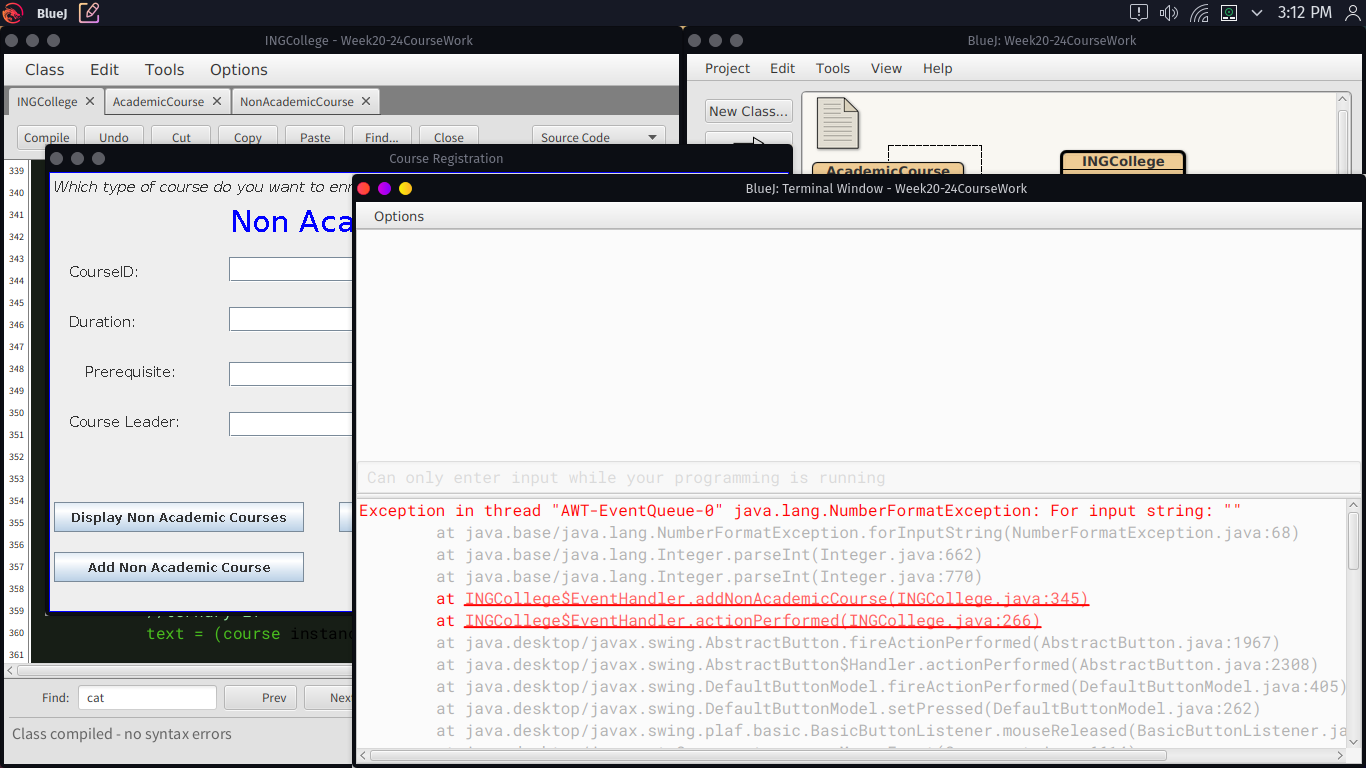 BlueJ
3:12 PM
INGCollege - Week20-24CourseWork
Class Edit Tools Options
INGCollege × AcademicCourse × NonAcademicCourse ×
Compile Undo Cut Copy Paste Find... Close Source Code
339
340
341
342
343
344
345
346
347
348
349
350
351
352
353
354
355
356
357
358
359
360
361
text = (course instan
Find: cat Prev Nex
Class compiled - no syntax errors
BlueJ: Week20-24CourseWork
Project Edit Tools View Help
New Class...
AcademicCourse
INGCollege
Course Registration
Which type of course do you want to enr
Non Aca
CourseID:
Duration:
Prerequisite:
Course Leader:
Display Non Academic Courses
Add Non Academic Course
BlueJ: Terminal Window - Week20-24CourseWork
Options
Can only enter input while your programming is running
Exception in thread "AWT-EventQueue-0" java.lang.NumberFormatException: For input string: ""
at java.base/java.lang.NumberFormatException.forInputString(NumberFormatException.java:68)
at java.base/java.lang.Integer.parseInt(Integer.java:662)
at java.base/java.lang.Integer.parseInt(Integer.java:770)
at INGCollege$EventHandler.addNonAcademicCourse(INGCollege.java:345)
at INGCollege$EventHandler.actionPerformed(INGCollege.java:266)
at java.desktop/javax.swing.AbstractButton.fireActionPerformed(AbstractButton.java:1967)
at java.desktop/javax.swing.AbstractButton$Handler.actionPerformed(AbstractButton.java:2308)
at java.desktop/javax.swing.DefaultButtonModel.fireActionPerformed(DefaultButtonModel.java:405)
at java.desktop/javax.swing.DefaultButtonModel.setPressed(DefaultButtonModel.java:262)
at java.desktop/javax.swing.plaf.basic.BasicButtonListener.mouseReleased(BasicButtonListener.ja